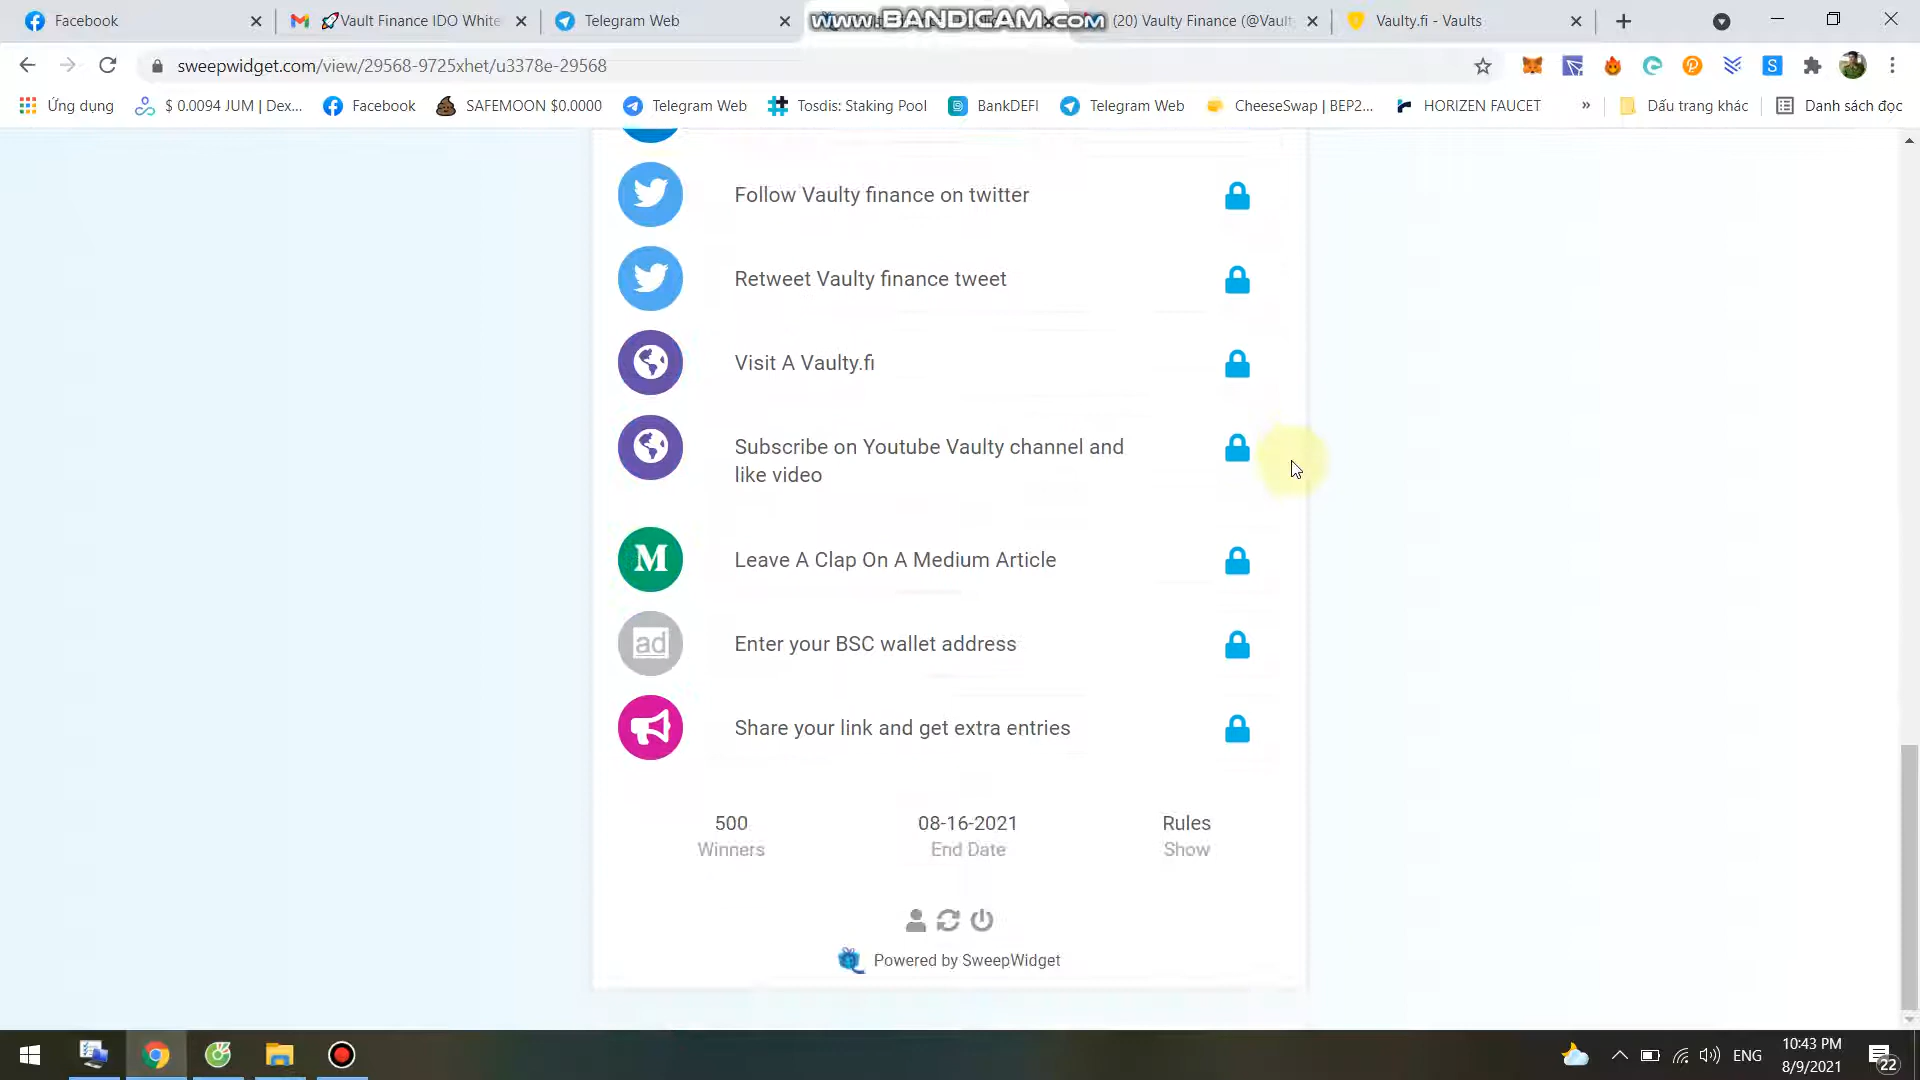 Facebook
🚀Vault Finance IDO White
Telegram Web
www.BANDICAM.com
(20) Vaulty Finance (@Vault
Vaulty.fi - Vaults
sweepwidget.com/view/29568-9725xhet/u3378e-29568
Ứng dụng
$ 0.0094 JUM | Dex...
Facebook
SAFEMOON $0.0000
Telegram Web
Tosdis: Staking Pool
BankDEFI
Telegram Web
CheeseSwap | BEP2...
HORIZEN FAUCET
»
Dấu trang khác
Danh sách đọc
Follow Vaulty finance on twitter
Retweet Vaulty finance tweet
Visit A Vaulty.fi
Subscribe on Youtube Vaulty channel and
like video
M
Leave A Clap On A Medium Article
ad
Enter your BSC wallet address
Share your link and get extra entries
500
Winners
08-16-2021
End Date
Rules
Show
Powered by SweepWidget
ENG
10:43 PM
8/9/2021
22